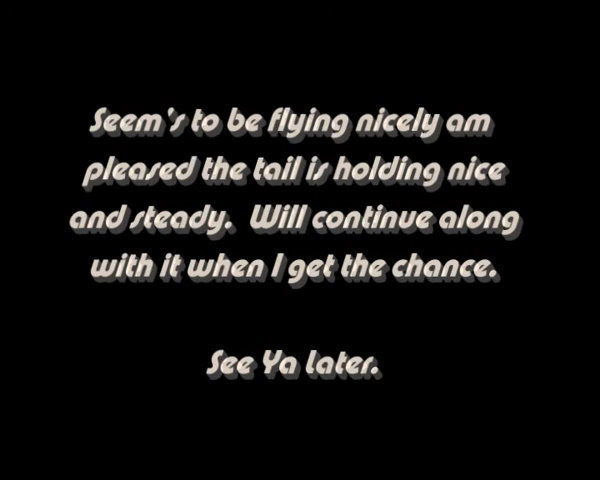 Seem's to be flying nicely am
pleased the tail is holding nice
and steady. Will continue along
with it when I get the chance.
See Ya Later.